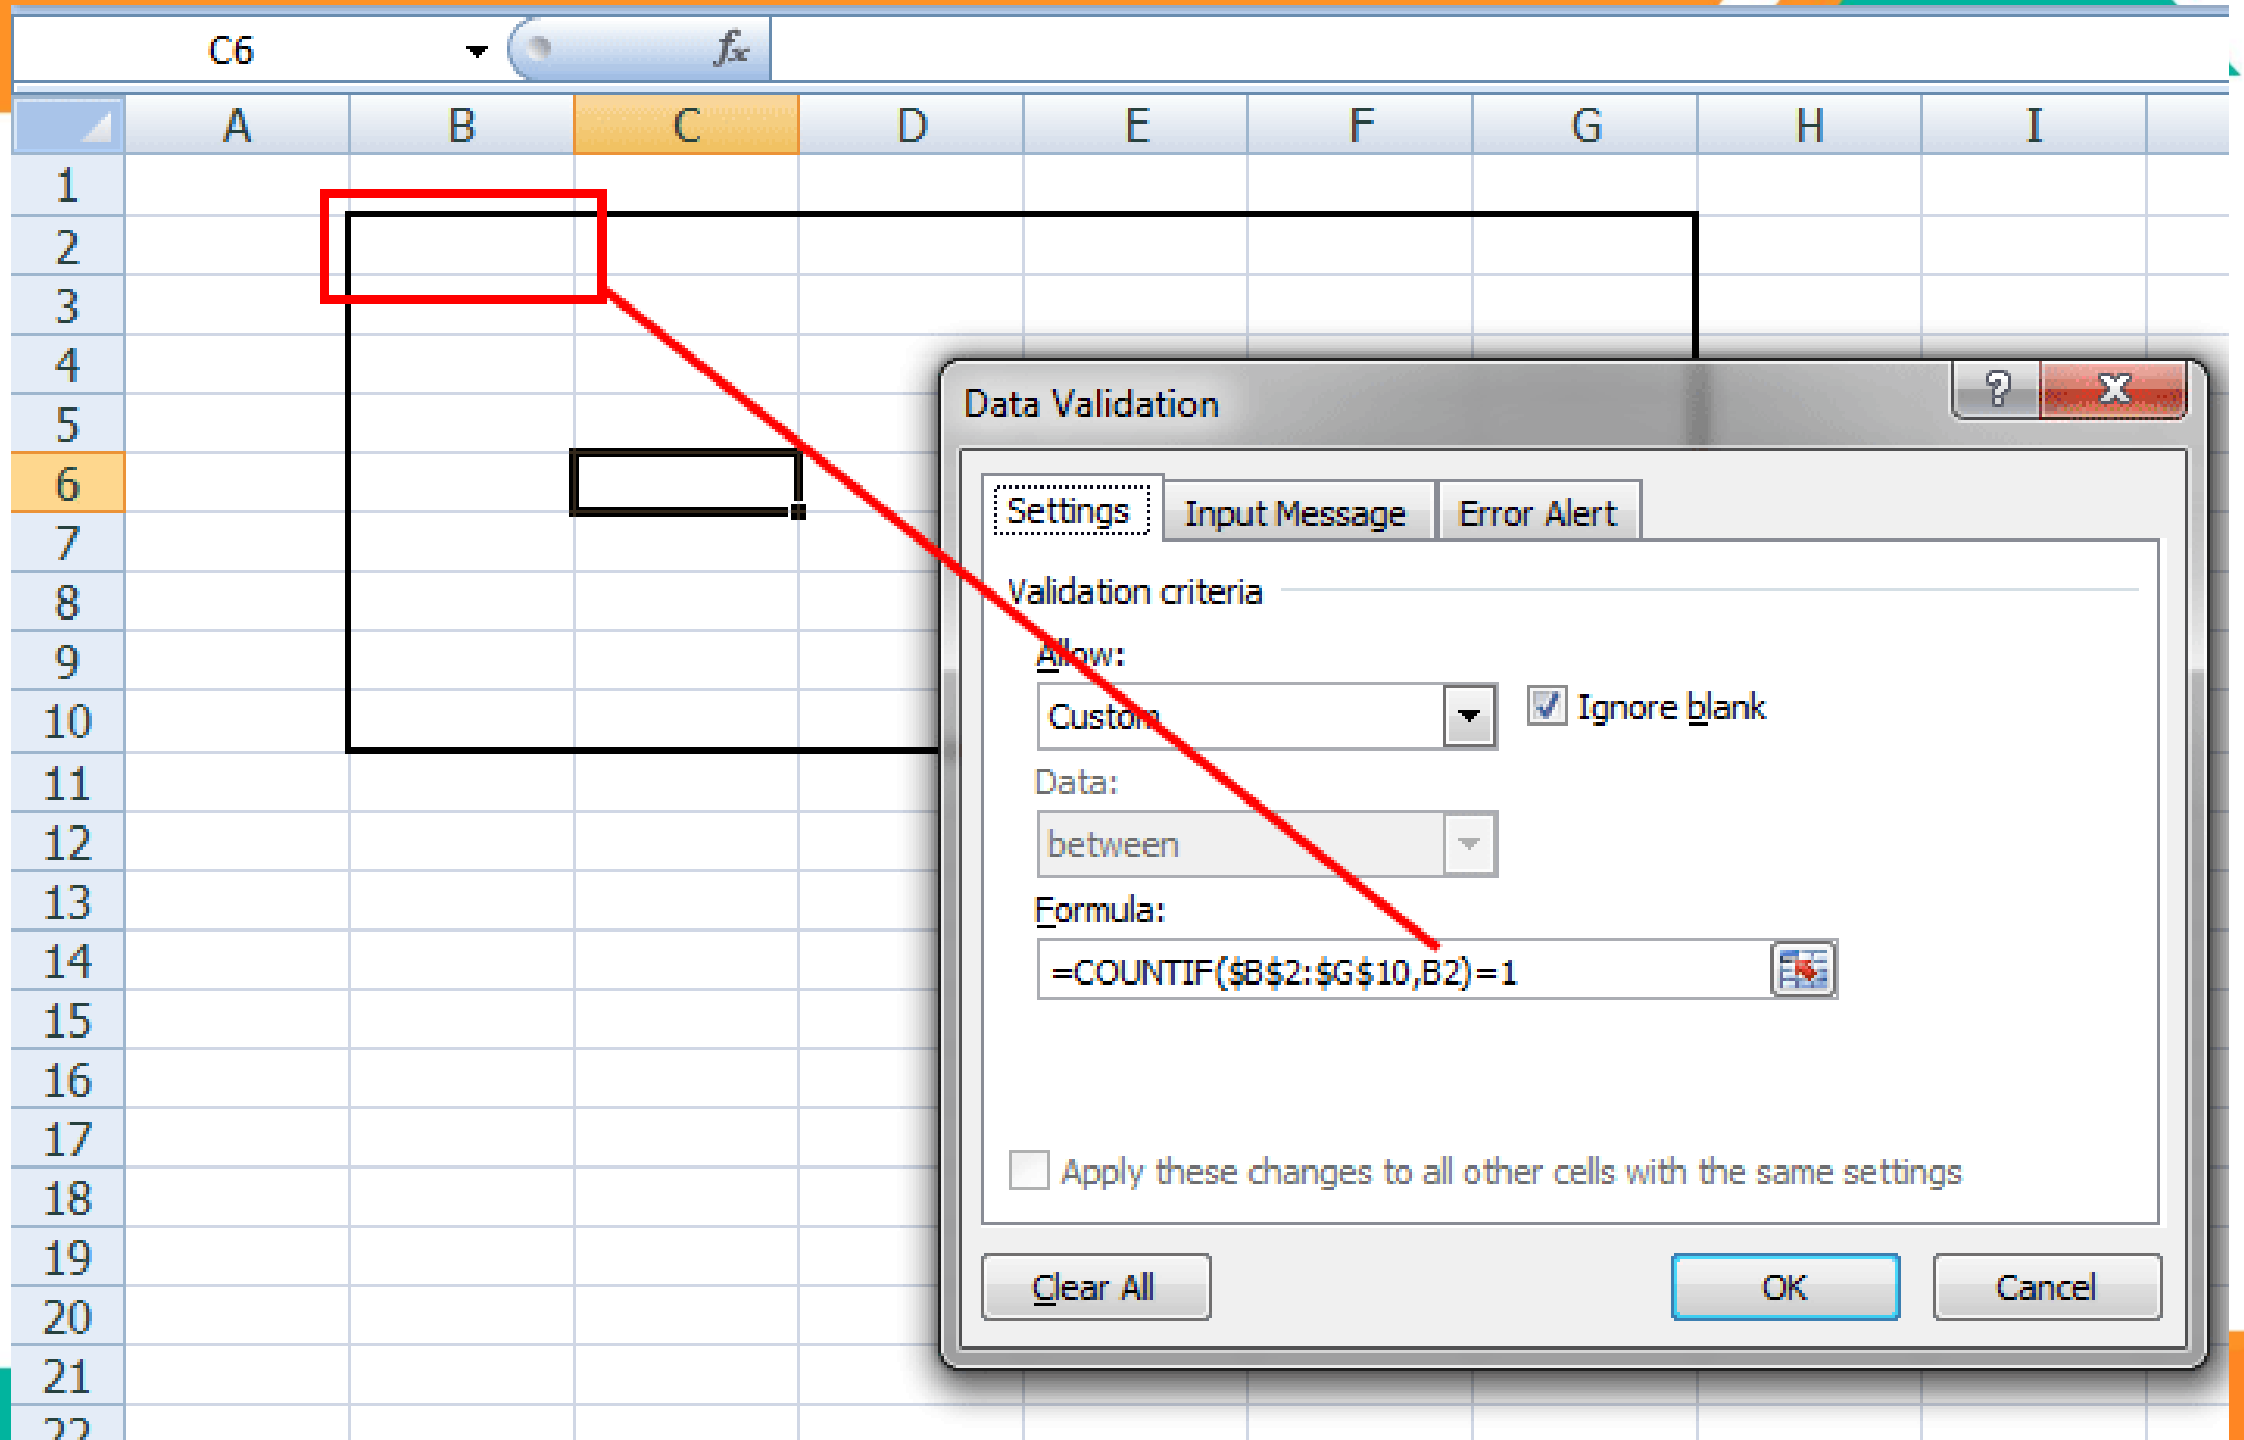 C6 fx
A B C D E F G H I
1
2
3
4
5
6
7
8
9
10
11
12
13
14
15
16
17
18
19
20
21
22
Data Validation ? X
Settings Input Message Error Alert
Validation criteria
Allow:
Custom Ignore blank
Data:
between
Formula:
=COUNTIF($B$2:$G$10,B2)=1
Apply these changes to all other cells with the same settings
Clear All OK Cancel